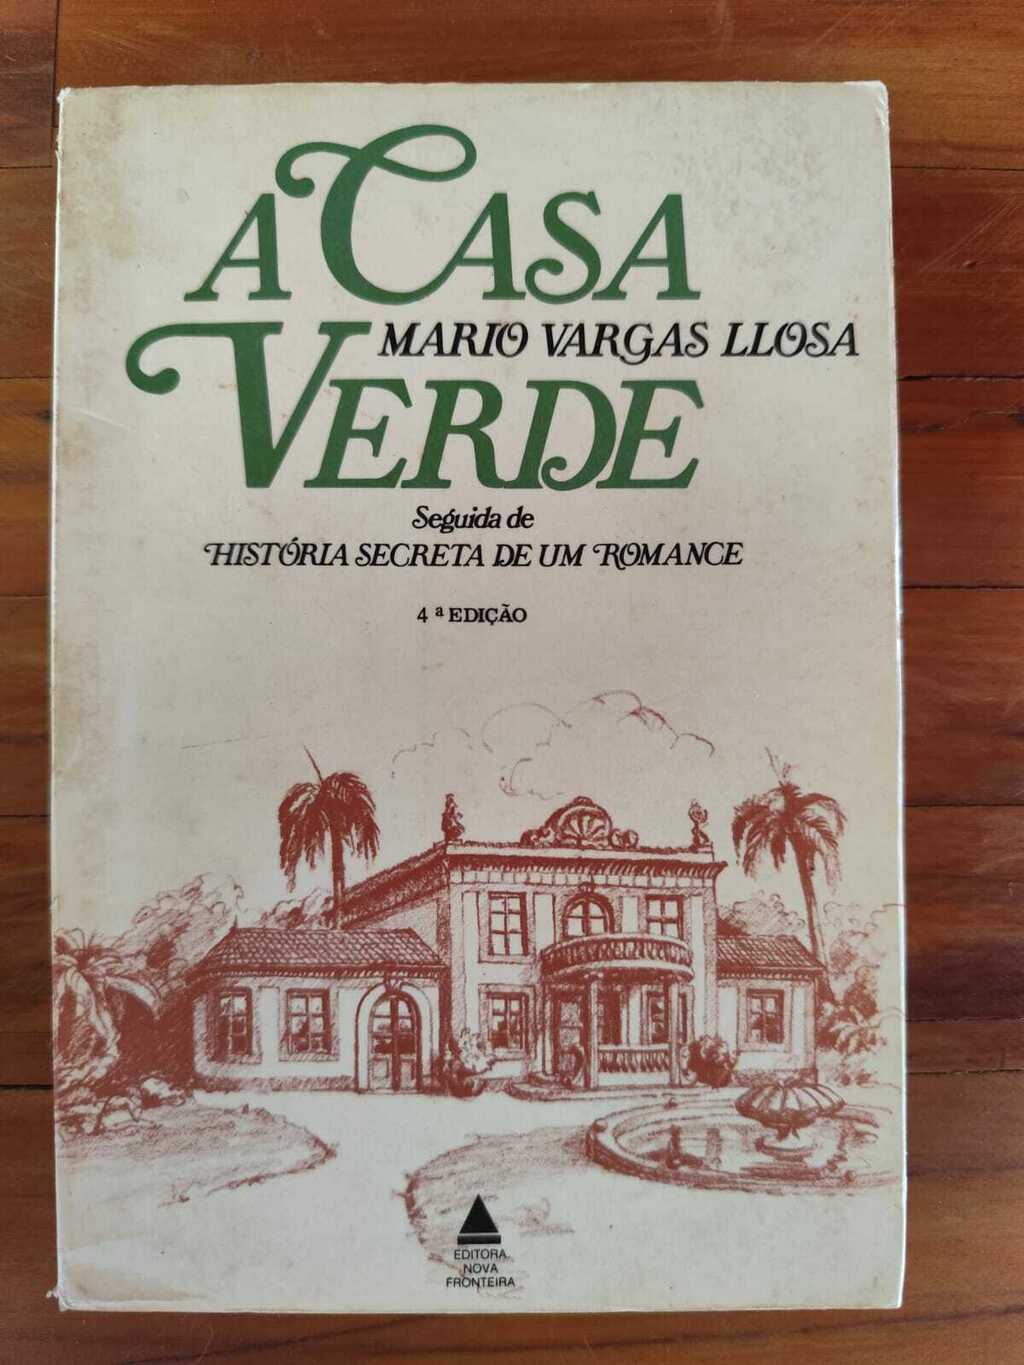 A CASA
MARIO VARGAS LLOSA
VERDE
Seguida de
HISTÓRIA SECRETA DE UM ROMANCE
4ª EDIÇÃO
EDITORA
NOVA
FRONTEIRA